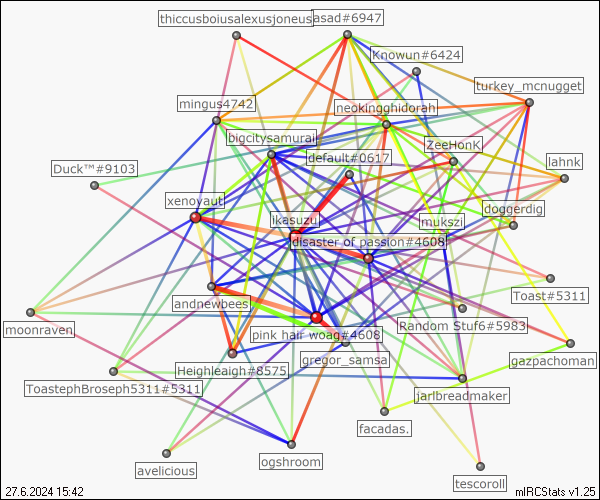 thiccusboiusalexusjoneus
asad#6947
Knowun#6424
turkey_mcnugget
mingus4742
neokingghidorah
bigcitysamurai
ZeeHonk
default#0617
Duck™#9103
lahnk
xenoyaut
doggerdig
ikasuzu
mukszi
disaster of passion#4608
andnewbees
Toast#5311
moonraven
Random Stuf6#5983
pink hair woag#4608
gregor_samsa
gazpachoman
Heighleaigh#8575
ToastephBroseph5311#5311
jarlbreadmaker
facadas.
ogshroom
avelicious
tescoroll
27.6.2024 15:42
mIRCStats v1.25